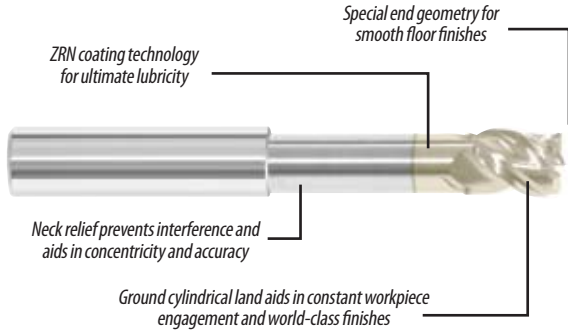 Special end geometry for
smooth floor finishes
ZRN coating technology
for ultimate lubricity
Neck relief prevents interference and
aids in concentricity and accuracy
Ground cylindrical land aids in constant workpiece
engagement and world-class finishes